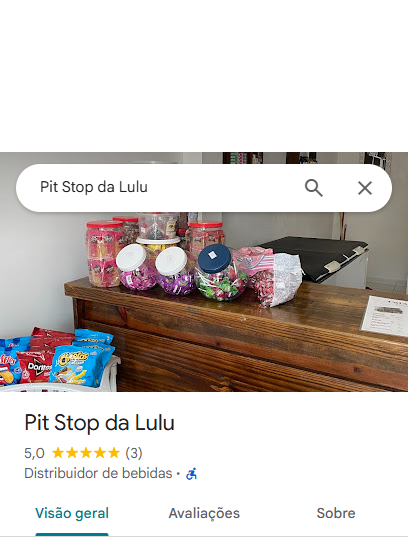 Pit Stop da Lulu
Doritos
Cheetos
Pit Stop da Lulu
5,0 (3)
Distribuidor de bebidas ·
Visão geral
Avaliações
Sobre